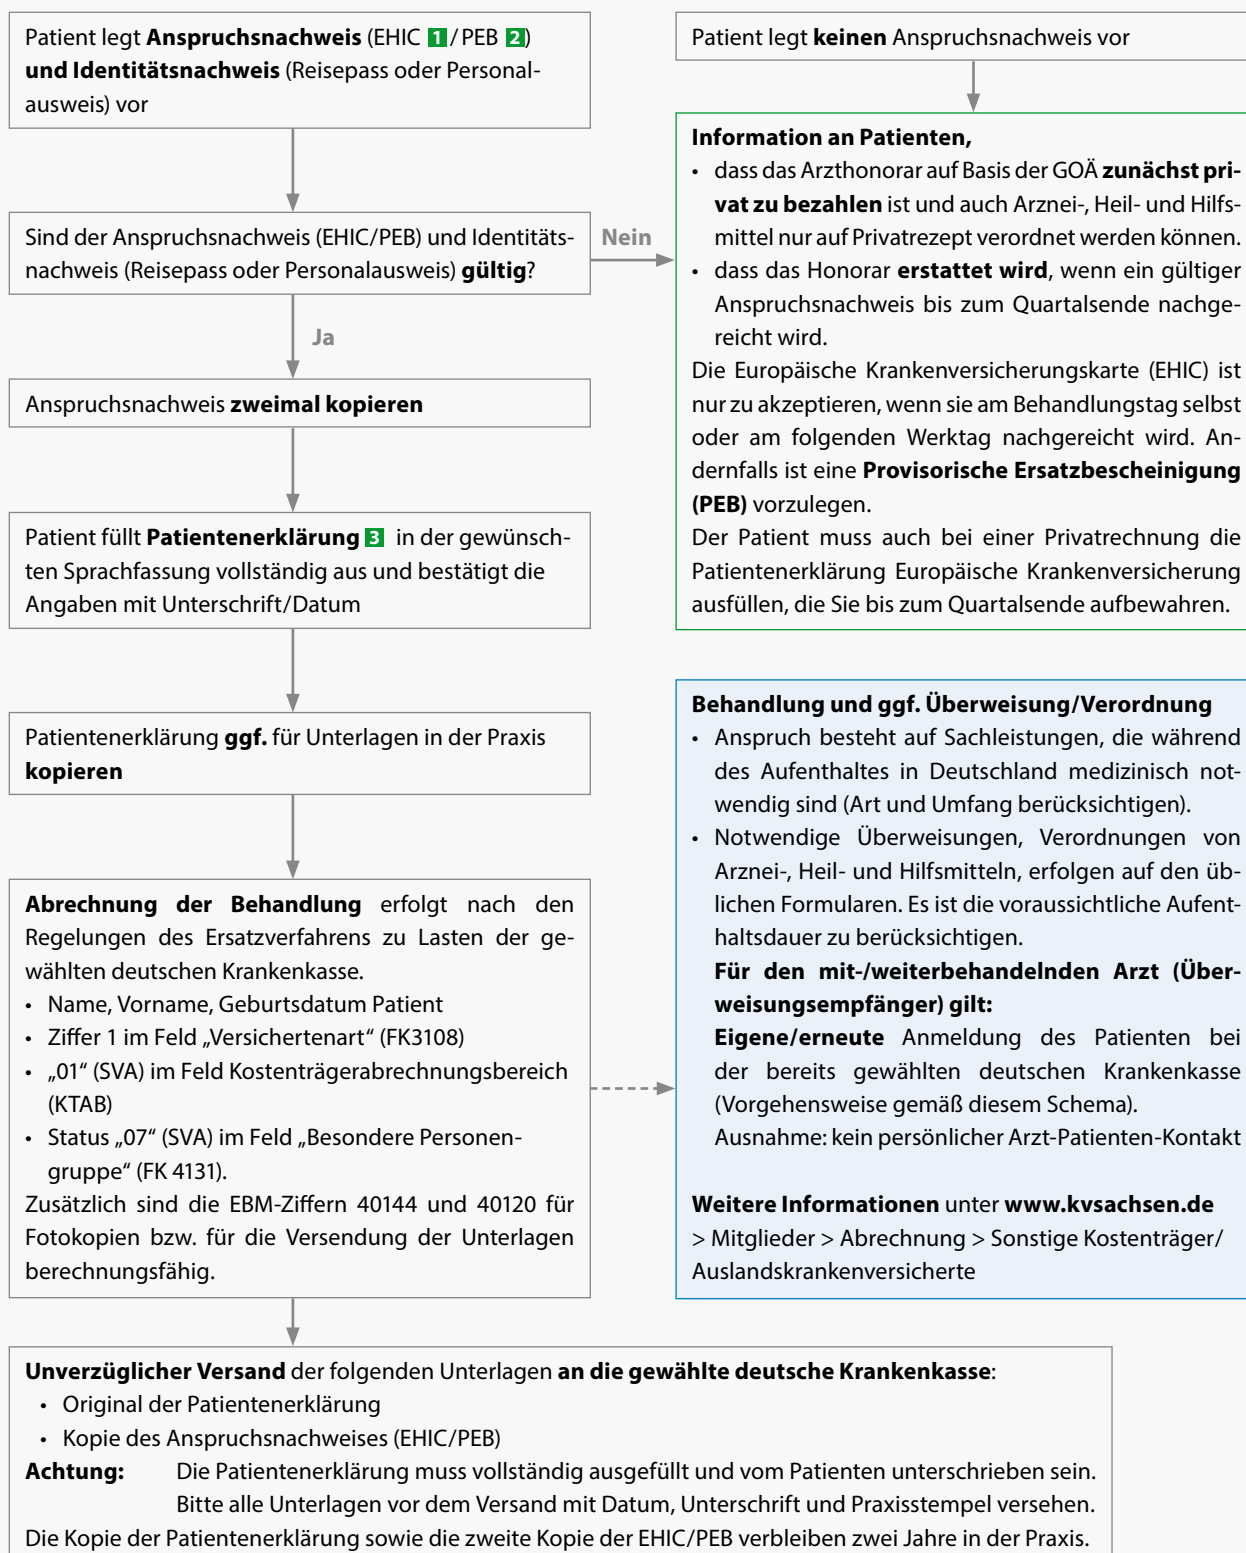 Patient legt Anspruchsnachweis (EHIC 1/PEB 2)
und Identitätsnachweis (Reisepass oder Personal-
ausweis) vor
Sind der Anspruchsnachweis (EHIC/PEB) und Identitäts-
nachweis (Reisepass oder Personalausweis) gültig?
Nein
Ja
Anspruchsnachweis zweimal kopieren
Patient füllt Patientenerklärung 3 in der gewünsch-
ten Sprachfassung vollständig aus und bestätigt die
Angaben mit Unterschrift/Datum
Patientenerklärung ggf. für Unterlagen in der Praxis
kopieren
Abrechnung der Behandlung erfolgt nach den
Regelungen des Ersatzverfahrens zu Lasten der ge-
wählten deutschen Krankenkasse.
• Name, Vorname, Geburtsdatum Patient
• Ziffer 1 im Feld „Versichertenart“ (FK3108)
• „01“ (SVA) im Feld Kostenträgerabrechnungsbereich
(KTAB)
• Status „07“ (SVA) im Feld „Besondere Personen-
gruppe“ (FK 4131).
Zusätzlich sind die EBM-Ziffern 40144 und 40120 für
Fotokopien bzw. für die Versendung der Unterlagen
berechnungsfähig.
Patient legt keinen Anspruchsnachweis vor
Information an Patienten,
• dass das Arzthonorar auf Basis der GOÄ zunächst pri-
vat zu bezahlen ist und auch Arznei-, Heil- und Hilfs-
mittel nur auf Privatrezept verordnet werden können.
• dass das Honorar erstattet wird, wenn ein gültiger
Anspruchsnachweis bis zum Quartalsende nachge-
reicht wird.
Die Europäische Krankenversicherungskarte (EHIC) ist
nur zu akzeptieren, wenn sie am Behandlungstag selbst
oder am folgenden Werktag nachgereicht wird. An-
dernfalls ist eine Provisorische Ersatzbescheinigung
(PEB) vorzulegen.
Der Patient muss auch bei einer Privatrechnung die
Patientenerklärung Europäische Krankenversicherung
ausfüllen, die Sie bis zum Quartalsende aufbewahren.
Behandlung und ggf. Überweisung/Verordnung
• Anspruch besteht auf Sachleistungen, die während
des Aufenthaltes in Deutschland medizinisch not-
wendig sind (Art und Umfang berücksichtigen).
• Notwendige Überweisungen, Verordnungen von
Arznei-, Heil- und Hilfsmitteln, erfolgen auf den üb-
lichen Formularen. Es ist die voraussichtliche Aufent-
haltsdauer zu berücksichtigen.
Für den mit-/weiterbehandelnden Arzt (Über-
weisungsempfänger) gilt:
Eigene/erneute Anmeldung des Patienten bei
der bereits gewählten deutschen Krankenkasse
(Vorgehensweise gemäß diesem Schema).
Ausnahme: kein persönlicher Arzt-Patienten-Kontakt
Weitere Informationen unter www.kvsachsen.de
> Mitglieder > Abrechnung > Sonstige Kostenträger/
Auslandskrankenversicherte
Unverzüglicher Versand der folgenden Unterlagen an die gewählte deutsche Krankenkasse:
• Original der Patientenerklärung
• Kopie des Anspruchsnachweises (EHIC/PEB)
Achtung: Die Patientenerklärung muss vollständig ausgefüllt und vom Patienten unterschrieben sein.
Bitte alle Unterlagen vor dem Versand mit Datum, Unterschrift und Praxisstempel versehen.
Die Kopie der Patientenerklärung sowie die zweite Kopie der EHIC/PEB verbleiben zwei Jahre in der Praxis.